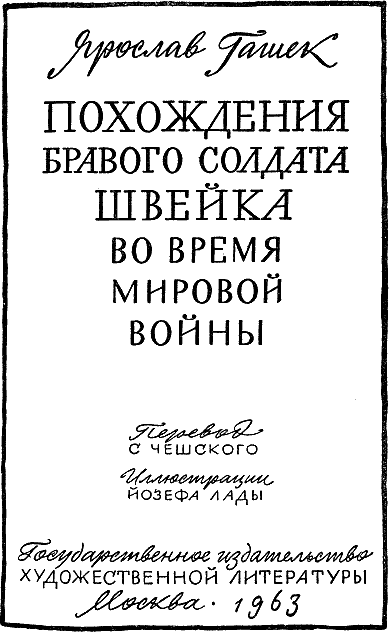 Ярослав Гашек
ПОХОЖДЕНИЯ
БРАВОГО СОЛДАТА
ШВЕЙКА
ВО ВРЕМЯ
МИРОВОЙ
ВОЙНЫ
Перевод
С ЧЕШСКОГО
Иллюстрации
ЙОЗЕФА ЛАДЫ
Государственное издательство
ХУДОЖЕСТВЕННОЙ ЛИТЕРАТУРЫ
Москва · 1963